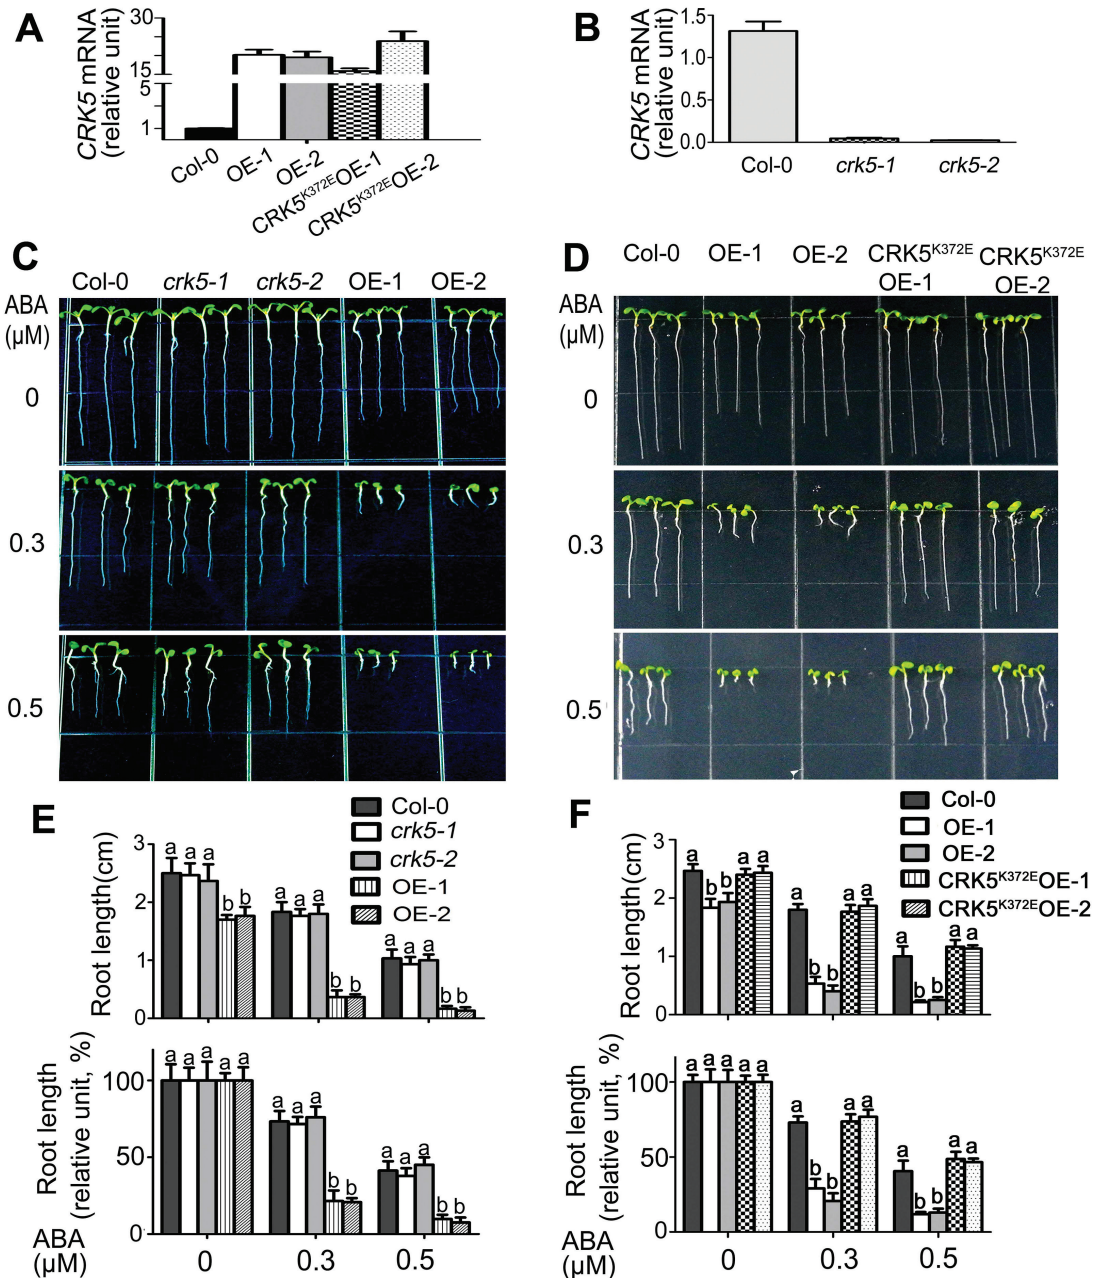 A
CRK5 mRNA
(relative unit)
30
15
5
1
Col-0
OE-1
OE-2
CRK5K372EOE-1
CRK5K372EOE-2
B
CRK5 mRNA
(relative unit)
1.5
1.0
0.5
0.0
Col-0
crk5-1
crk5-2
C
Col-0 crk5-1 crk5-2 OE-1 OE-2
ABA
(μM)
0
0.3
0.5
D
Col-0 OE-1 OE-2 CRK5K372E CRK5K372E
OE-1 OE-2
ABA
(μM)
0
0.3
0.5
E
Col-0
crk5-1
crk5-2
OE-1
OE-2
Root length(cm)
3
2
1
0
a a a b b a a a b b a a a b b
Root length
(relative unit, %)
100
50
0
a a a a a a a a b b a a a b b
ABA
(μM)
0 0.3 0.5
F
Col-0
OE-1
OE-2
CRK5K372EOE-1
CRK5K372EOE-2
Root length(cm)
3
2
1
0
a b b a a a b b a a a b b a a
Root length
(relative unit, %)
100
50
0
a a a a a a b b a a a b b a a
ABA
(μM)
0 0.3 0.5